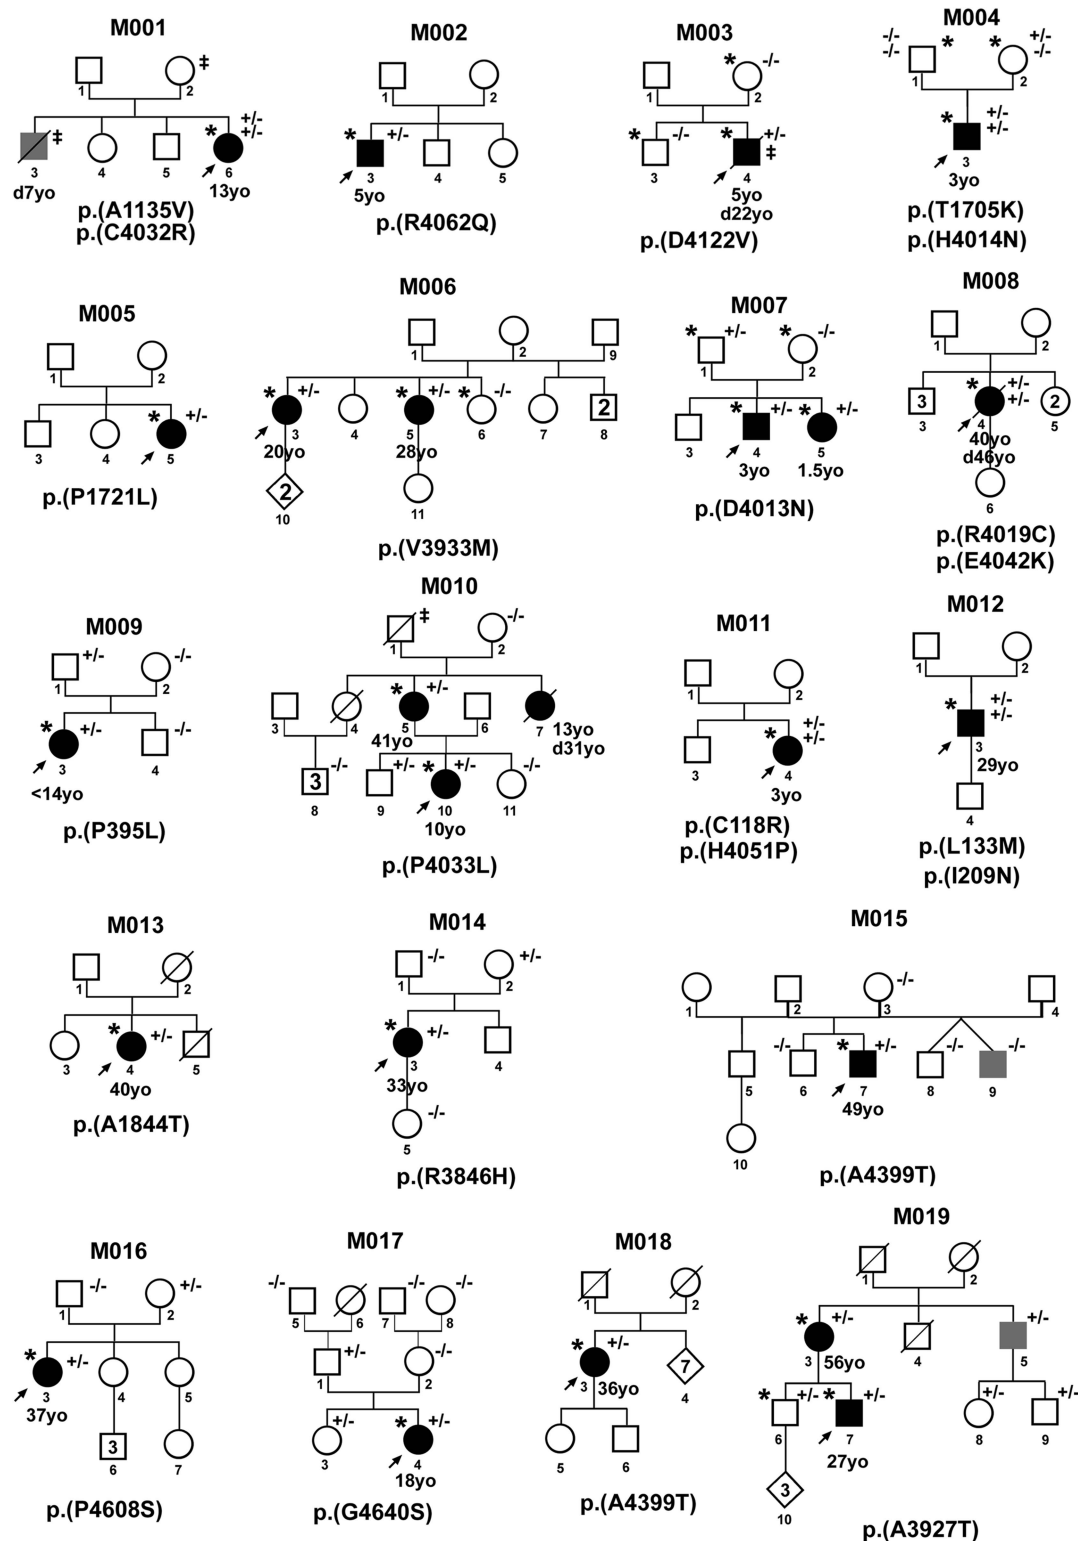 M001
‡
1
2
+/-
* +/-
‡
3
4
5
6
d7yo
13yo
p.(A1135V)
p.(C4032R)
M002
1
2
* +/-
3
4
5
5yo
p.(R4062Q)
M003
* -/-
1
2
* -/-
* +/-
‡
3
4
5yo
d22yo
p.(D4122V)
M004
-/- * * +/-
-/- -/-
1
2
+/-
* +/-
3
3yo
p.(T1705K)
p.(H4014N)
M005
1
2
* +/-
3
4
5
p.(P1721L)
M006
1
2
9
* +/-
* +/-
* -/-
2
3
4
5
6
7
8
20yo
28yo
2
10
11
p.(V3933M)
M007
* +/-
* -/-
1
2
* +/-
* +/-
3
4
5
3yo
1.5yo
p.(D4013N)
M008
1
2
3
* +/-
+/-
2
3
4
5
40yo
d46yo
6
p.(R4019C)
p.(E4042K)
M009
+/-
-/-
1
2
* +/-
-/-
3
4
<14yo
p.(P395L)
M010
‡
-/-
1
2
* +/-
3
4
5
6
7
41yo
13yo
d31yo
3 -/-
+/-
* +/-
-/-
8
9
10
11
10yo
p.(P4033L)
M011
1
2
+/-
* +/-
3
4
3yo
p.(C118R)
p.(H4051P)
M012
1
2
+/-
* +/-
3
29yo
4
p.(L133M)
p.(I209N)
M013
1
2
* +/-
3
4
5
40yo
p.(A1844T)
M014
-/-
+/-
1
2
* +/-
3
4
33yo
-/-
5
p.(R3846H)
M015
-/-
1
2
3
4
-/-
* +/-
-/-
-/-
5
6
7
8
9
49yo
10
p.(A4399T)
M016
-/-
+/-
1
2
* +/-
3
4
5
37yo
3
6
7
p.(P4608S)
M017
-/-
-/-
-/-
5
6
7
8
+/-
-/-
1
2
+/-
* +/-
3
4
18yo
p.(G4640S)
M018
1
2
* +/-
7
3
36yo
4
5
6
p.(A4399T)
M019
1
2
* +/-
+/-
3
56yo
4
5
* +/-
* +/-
+/-
+/-
6
7
8
9
27yo
3
10
p.(A3927T)